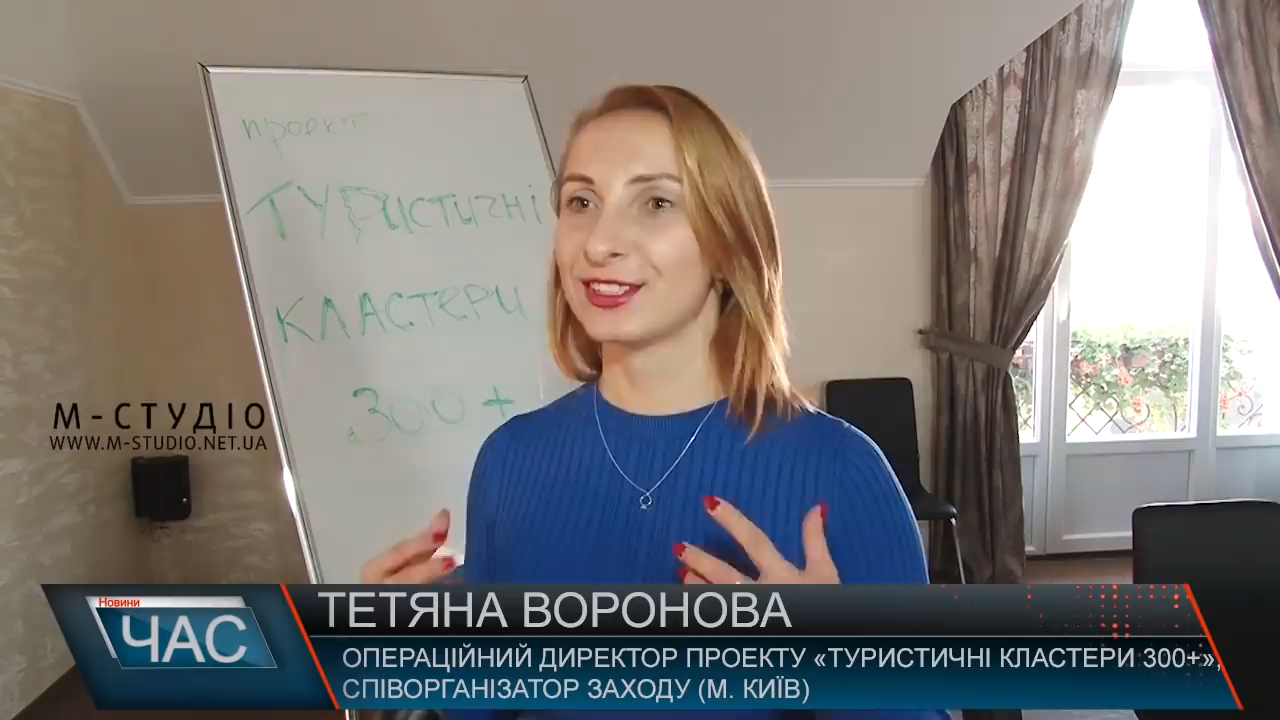 проект
ТУРИСТИЧНІ
КЛАСТЕРИ
300 +
М-СТУДІО
WWW.M-STUDIO.NET.UA
Новини
ЧАС
ТЕТЯНА ВОРОНОВА
ОПЕРАЦІЙНИЙ ДИРЕКТОР ПРОЕКТУ «ТУРИСТИЧНІ КЛАСТЕРИ 300+»,
СПІВОРГАНІЗАТОР ЗАХОДУ (М. КИЇВ)